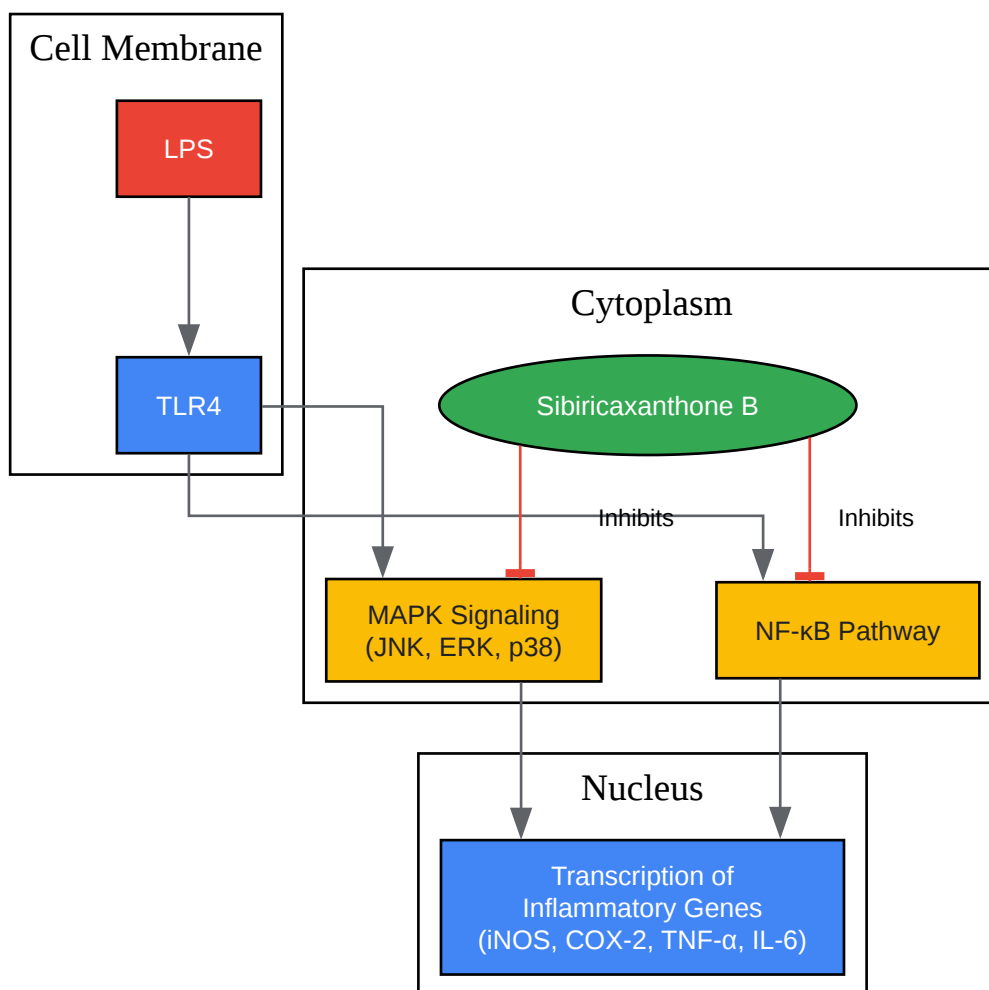 Cell Membrane
LPS
TLR4
Cytoplasm
Sibiricaxanthone B
Inhibits
Inhibits
MAPK Signaling
(JNK, ERK, p38)
NF-κB Pathway
Nucleus
Transcription of
Inflammatory Genes
(iNOS, COX-2, TNF-α, IL-6)